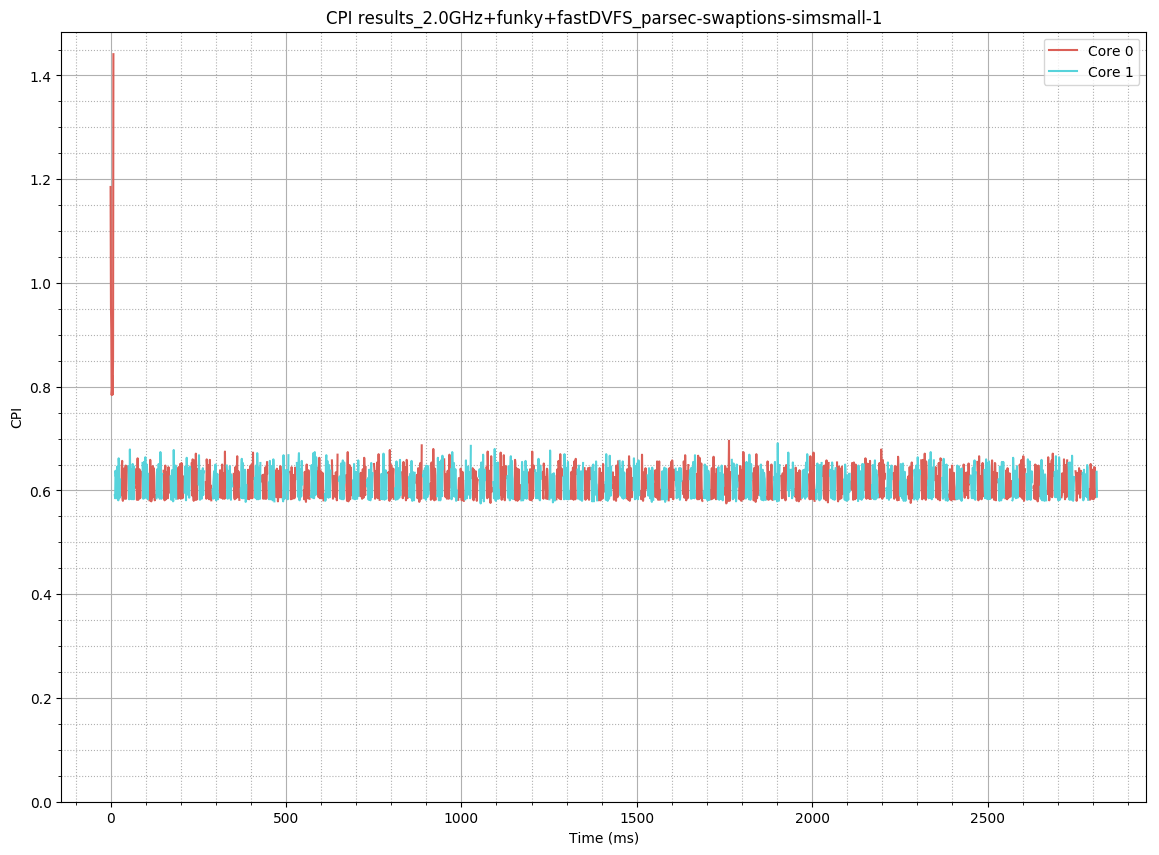 CPI results_2.0GHz+funky+fastDVFS_parsec-swaptions-simsmall-1
Core 0
Core 1
1.4
1.2
1.0
0.8
0.6
0.4
0.2
0.0
CPI
0 500 1000 1500 2000 2500
Time (ms)